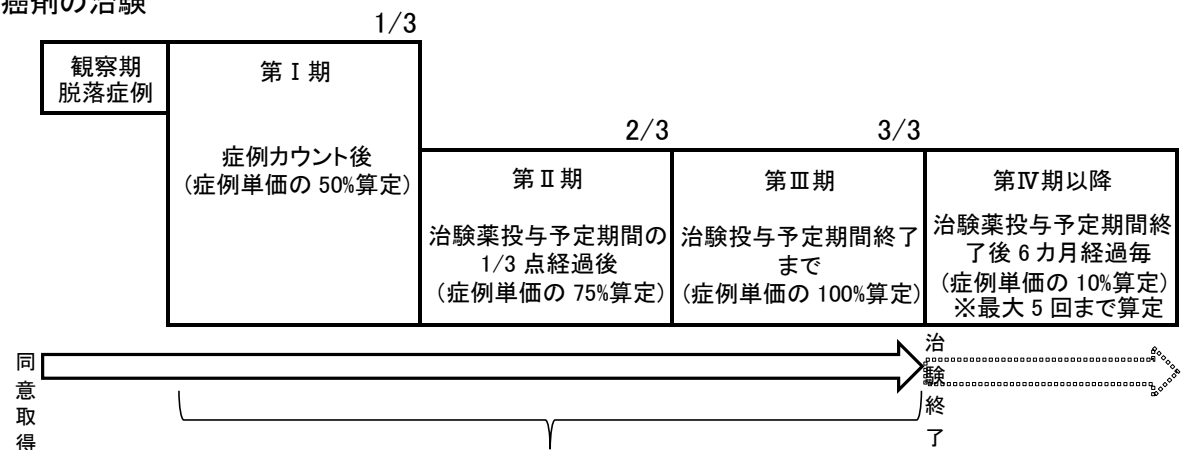 癌剤の治験
1/3
観察期
脱落症例
第Ⅰ期
症例カウント後
(症例単価の 50%算定)
2/3
第Ⅱ期
治験薬投与予定期間の
1/3 点経過後
(症例単価の 75%算定)
3/3
第Ⅲ期
治験投与予定期間終了
まで
(症例単価の 100%算定)
第Ⅳ期以降
治験薬投与予定期間終
了後 6 カ月経過毎
(症例単価の 10%算定)
※最大 5 回まで算定
同意取得
治験終了